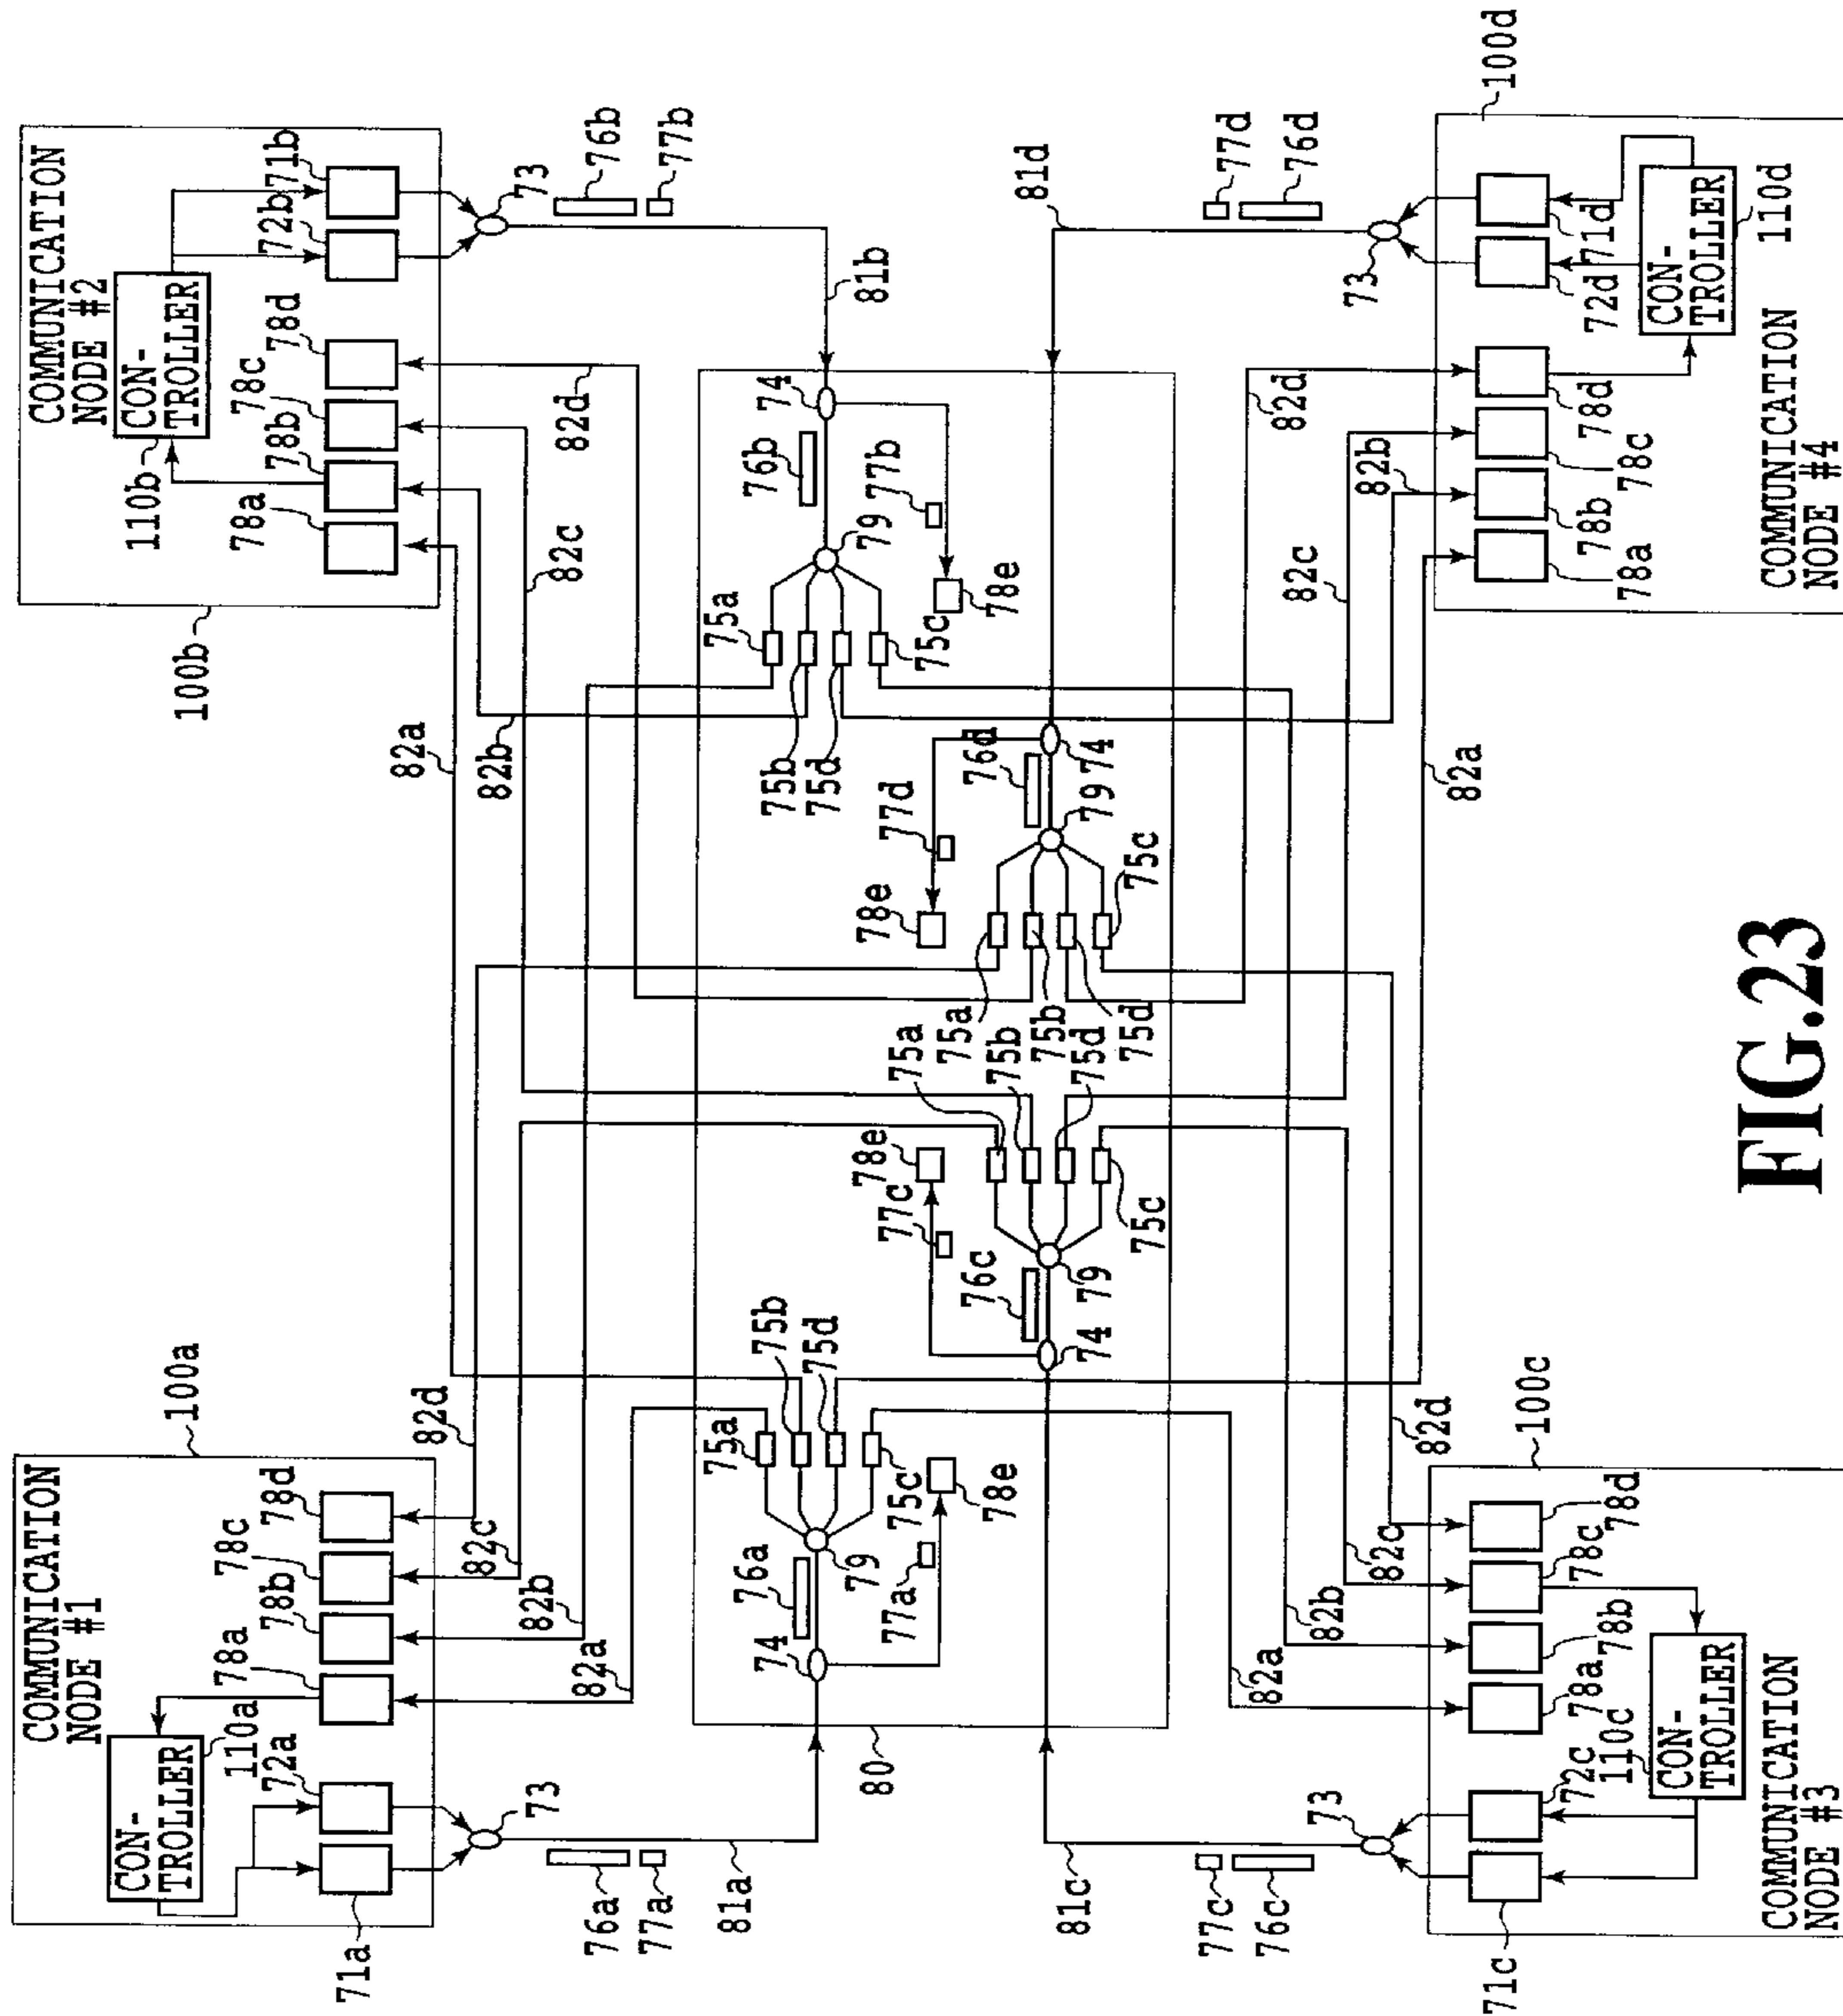 COMMUNICATION
NODE #1
CON-
TROLLER
110a
72a
71a
78a
78b
78c
78d
100a
73
76a
77a
81a
82a
82b
82c
82d
COMMUNICATION
NODE #2
CON-
TROLLER
110b
78a
78b
78c
78d
72b
71b
100b
73
76b
77b
81b
82a
82b
82c
82d
80
74
76a
79
77a
78e
75a
75b
75d
75c
74
76b
79
77b
78e
75a
75b
75d
75c
74
76c
79
77c
78e
75a
75b
75d
75c
74
76d
79
77d
78e
75a
75b
75d
75c
81c
77c
76c
73
82a
82b
82c
82d
100c
71c
72c
110c
CON-
TROLLER
78a
78b
78c
78d
COMMUNICATION
NODE #3
81d
77d
76d
73
82a
82b
82c
82d
100d
78a
78b
78c
78d
72d
71d
CON-
TROLLER
110d
COMMUNICATION
NODE #4
FIG.23